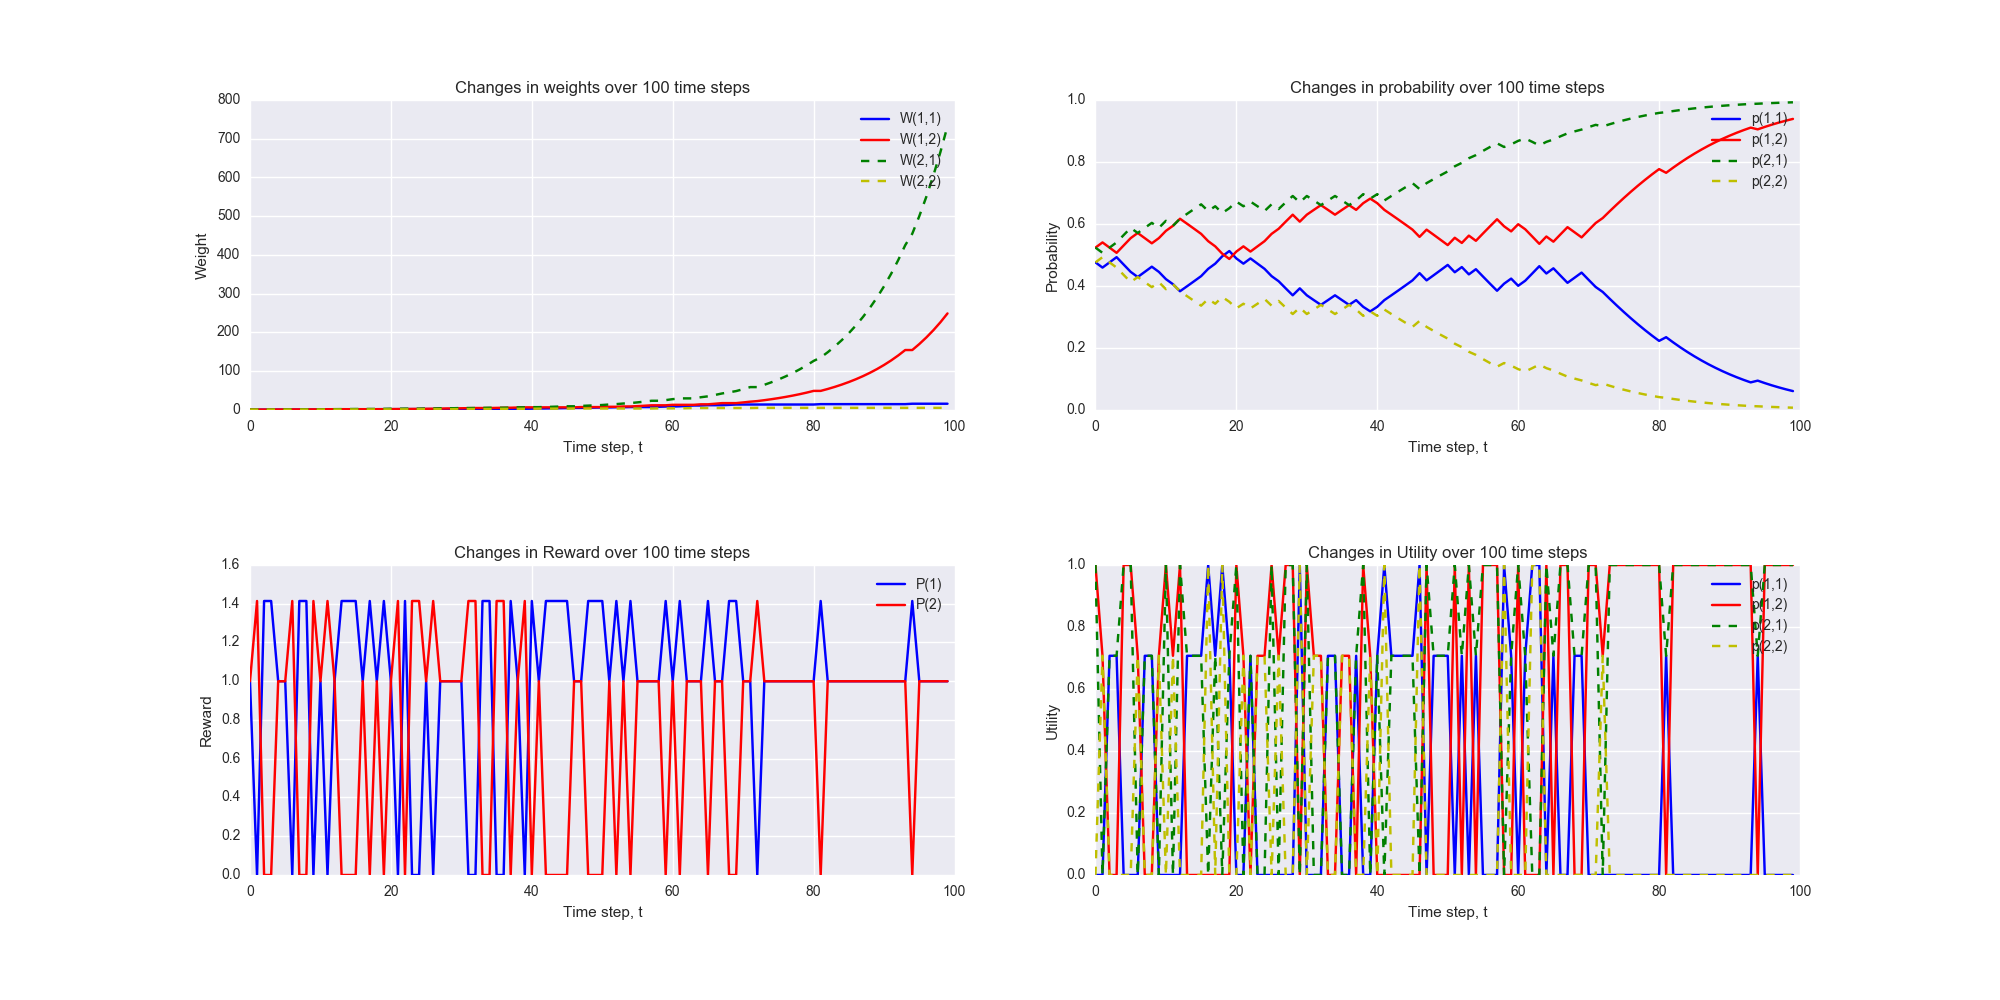 Changes in weights over 100 time steps
800
700
600
500
400
300
200
100
0
Weight
0 20 40 60 80 100
Time step, t
W(1,1)
W(1,2)
W(2,1)
W(2,2)
Changes in probability over 100 time steps
1.0
0.8
0.6
0.4
0.2
0.0
Probability
0 20 40 60 80 100
Time step, t
p(1,1)
p(1,2)
p(2,1)
p(2,2)
Changes in Reward over 100 time steps
1.6
1.4
1.2
1.0
0.8
0.6
0.4
0.2
0.0
Reward
0 20 40 60 80 100
Time step, t
P(1)
P(2)
Changes in Utility over 100 time steps
1.0
0.8
0.6
0.4
0.2
0.0
Utility
0 20 40 60 80 100
Time step, t
p(1,1)
p(1,2)
p(2,1)
p(2,2)